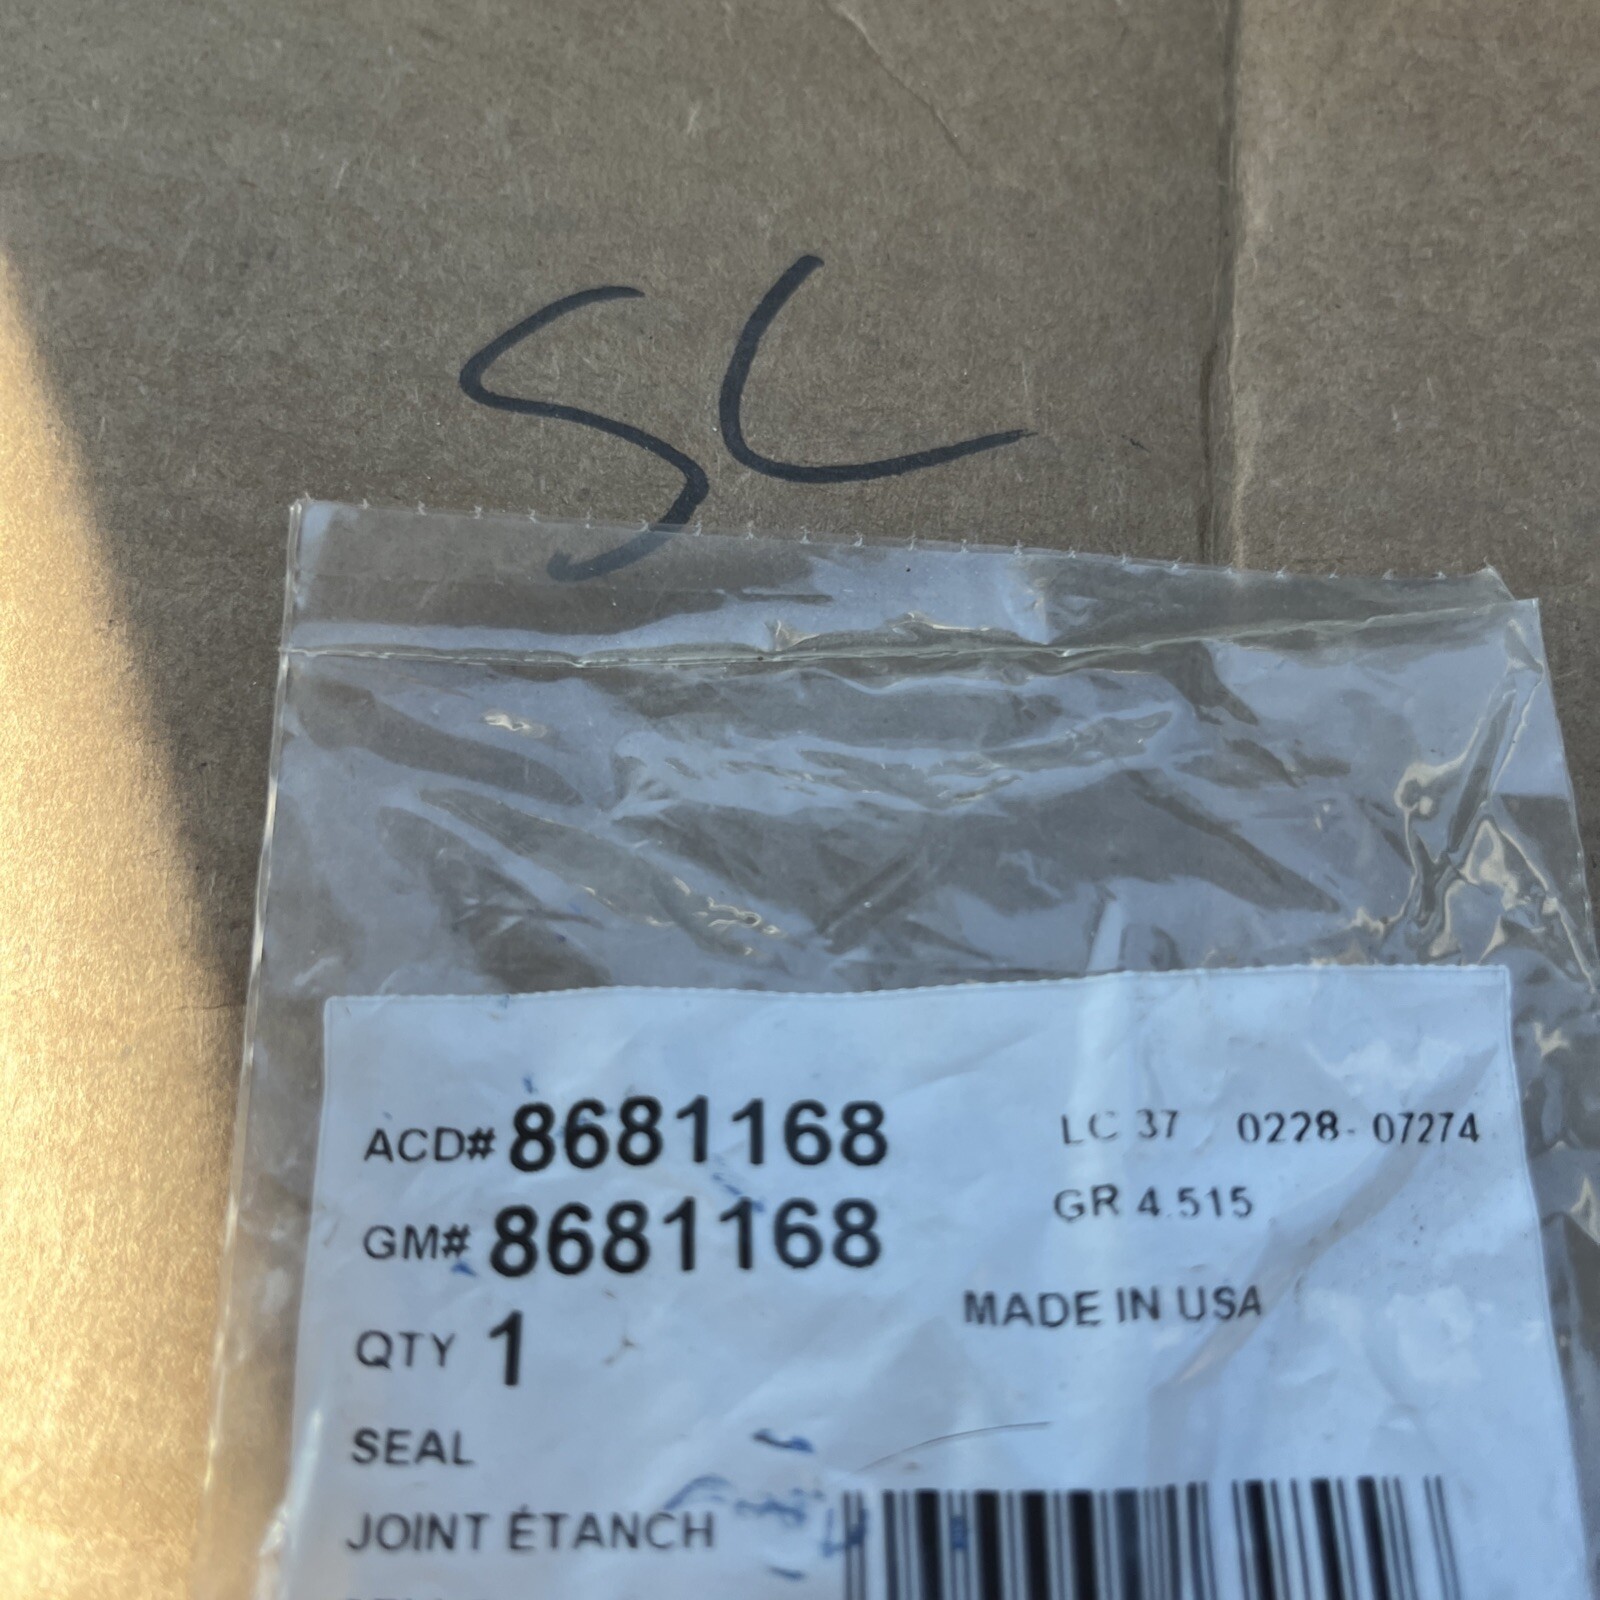 SL
ACD# 8681168 LC 37 0228-07274
GM# 8681168 GR 4.515
QTY 1 MADE IN USA
SEAL
JOINT ÉTANCH